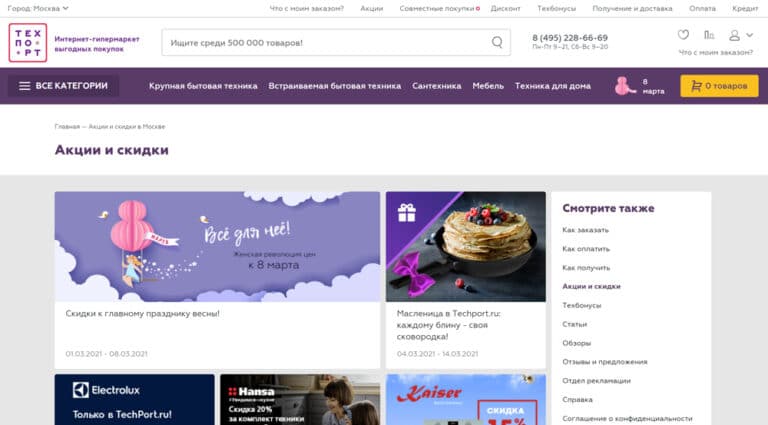 Город: Москва
Что с моим заказом?
Акции
Совместные покупки 0
Дисконт
Техбонусы
Получение и доставка
Оплата
Кредит
ТЕХ
ПО
РТ
Интернет-гипермаркет
выгодных покупок
Ищите среди 500 000 товаров!
8 (495) 228-66-69
Пн-Пт 9–21, Сб-Вс 9–20
Что с моим заказом?
ВСЕ КАТЕГОРИИ
Крупная бытовая техника
Встраиваемая бытовая техника
Сантехника
Мебель
Техника для дома
8
марта
0 товаров
Главная — Акции и скидки в Москве
Акции и скидки
МАРТА
Всё для неё!
Женская революция цен
к 8 марта
Скидки к главному празднику весны!
01.03.2021 - 08.03.2021
Масленица в Techport.ru:
каждому блину - своя
сковородка!
04.03.2021 - 14.03.2021
Смотрите также
Как заказать
Как оплатить
Как получить
Акции и скидки
Техбонусы
Статьи
Обзоры
Отзывы и предложения
Отдел рекламации
Справка
Соглашение о конфиденциальности
Electrolux
Только в TechPort.ru!
Hansa
Скидка 20%
за комплект техники
Kaiser
СКИДКА
15%